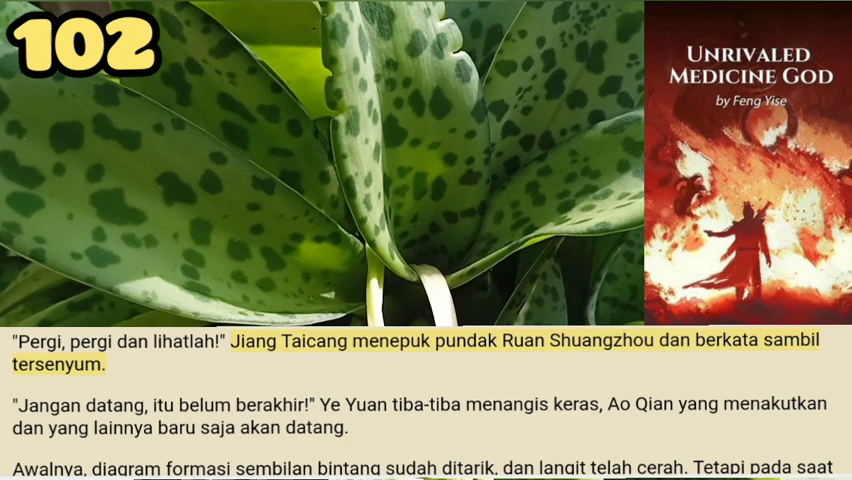 102
UNRIVALED
MEDICINE GOD
by Feng Yise
"Pergi, pergi dan lihatlah!" Jiang Taicang menepuk pundak Ruan Shuangzhou dan berkata sambil
tersenyum.
"Jangan datang, itu belum berakhir!" Ye Yuan tiba-tiba menangis keras, Ao Qian yang menakutkan
dan yang lainnya baru saja akan datang.
Awalnya, diagram formasi sembilan bintang sudah ditarik, dan langit telah cerah. Tetapi pada saat